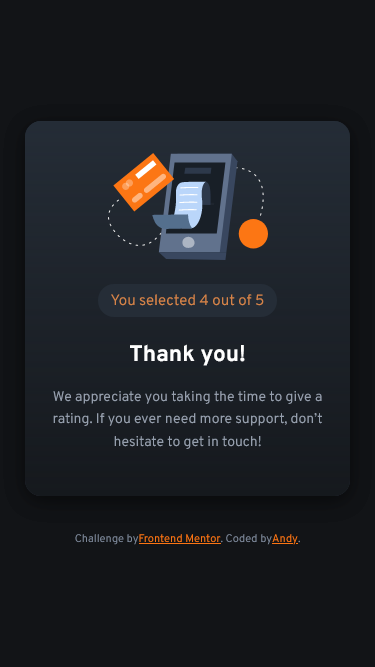 You selected 4 out of 5
Thank you!
We appreciate you taking the time to give a
rating. If you ever need more support, don’t
hesitate to get in touch!
Challenge byFrontend Mentor. Coded byAndy.